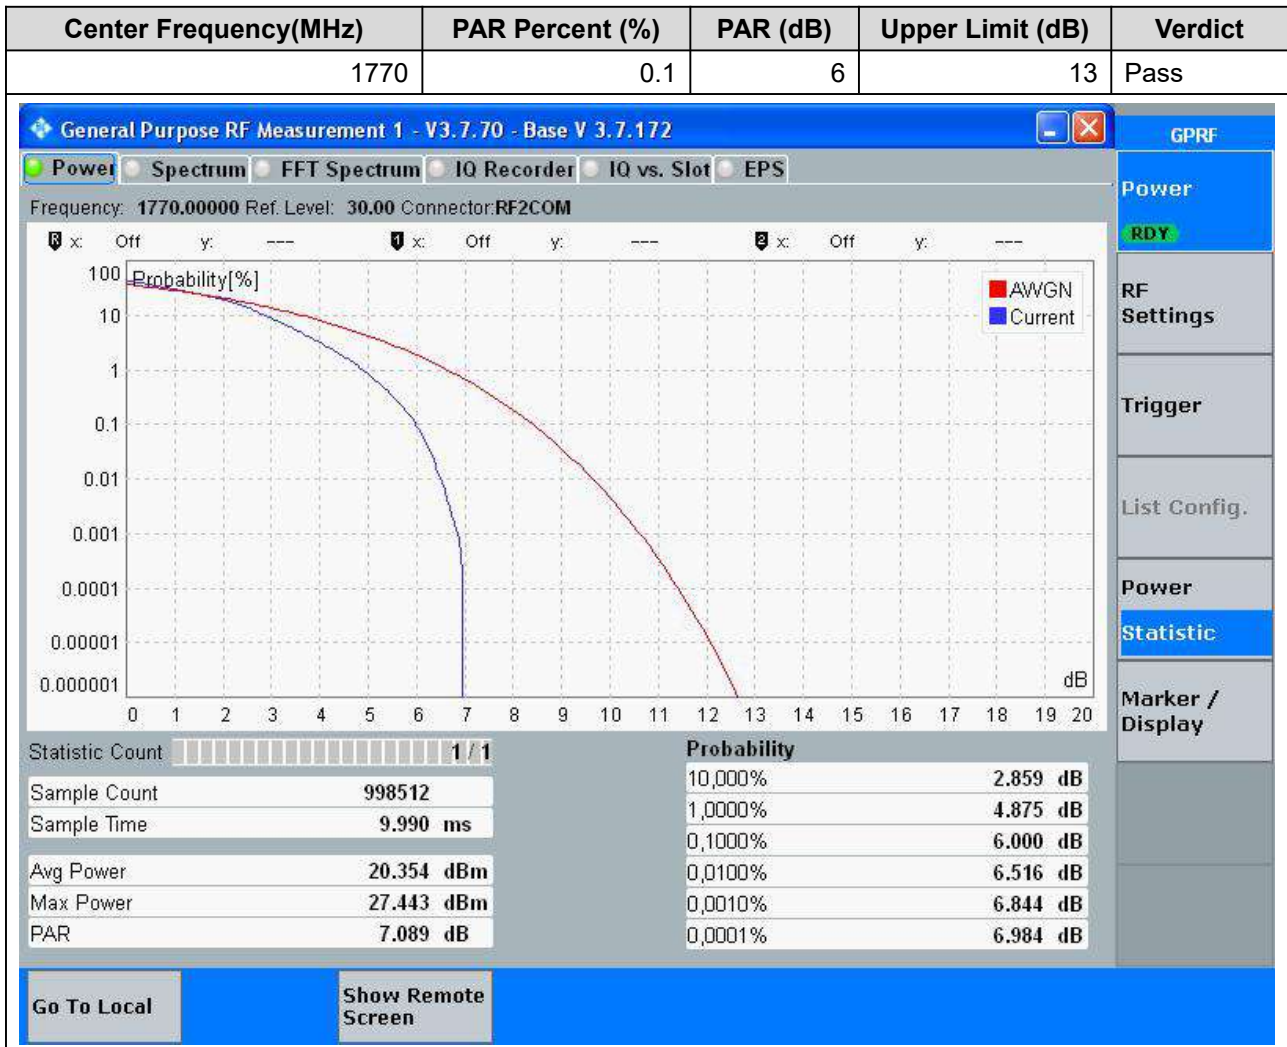 Center Frequency(MHz) PAR Percent (%) PAR (dB) Upper Limit (dB) Verdict
1770 0.1 6 13 Pass
General Purpose RF Measurement 1 - V3.7.70 - Base V 3.7.172
GPRF
Power Spectrum FFT Spectrum IQ Recorder IQ vs. Slot EPS
Power
RDY
Frequency: 1770.00000 Ref. Level: 30.00 Connector:RF2COM
R x: Off y: --- 1 x: Off y: --- 2 x: Off y: ---
Probability[%]
100
10
1
0.1
0.01
0.001
0.0001
0.00001
0.000001
AWGN
Current
dB
0 1 2 3 4 5 6 7 8 9 10 11 12 13 14 15 16 17 18 19 20
RF
Settings
Trigger
List Config.
Power
Statistic
Marker /
Display
Statistic Count 1 / 1
Sample Count 998512
Sample Time 9.990 ms
Avg Power 20.354 dBm
Max Power 27.443 dBm
PAR 7.089 dB
Probability
10,000% 2.859 dB
1,0000% 4.875 dB
0,1000% 6.000 dB
0,0100% 6.516 dB
0,0010% 6.844 dB
0,0001% 6.984 dB
Go To Local
Show Remote
Screen